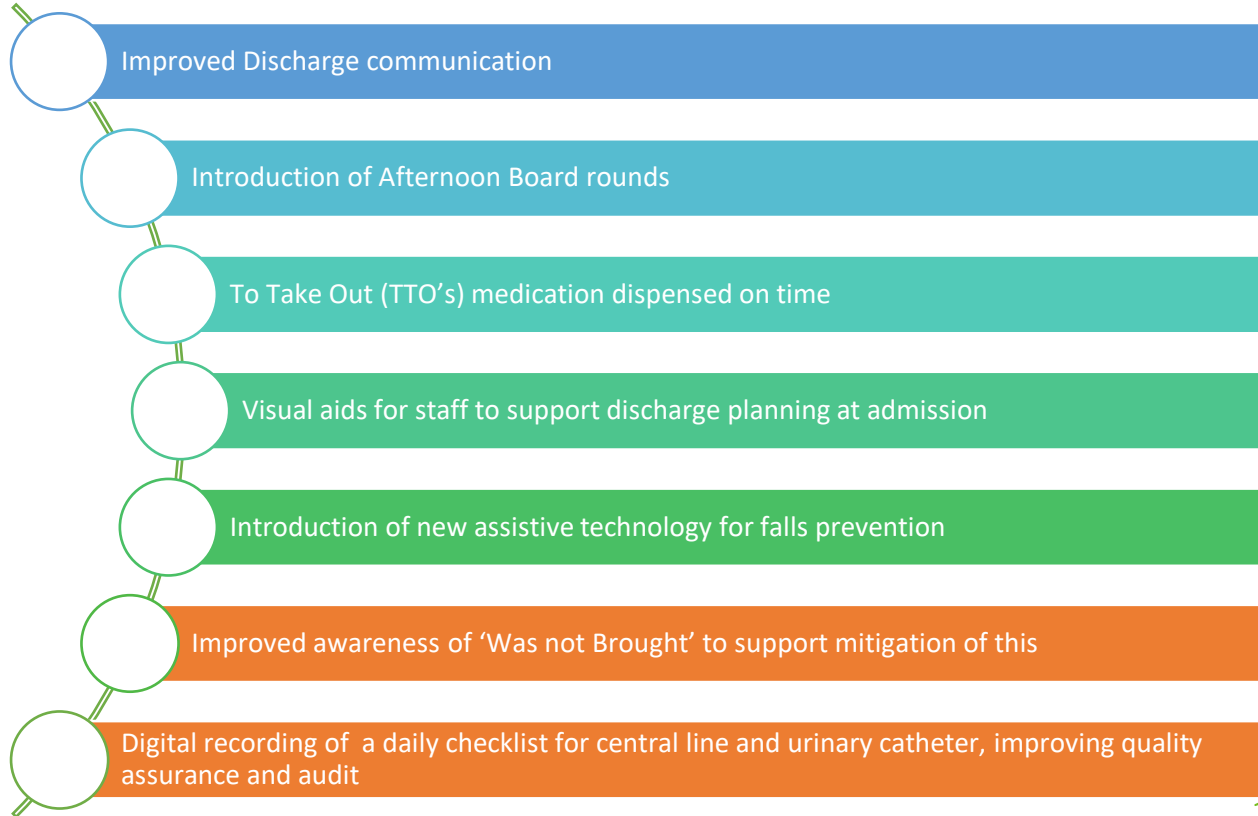 Improved Discharge communication
Introduction of Afternoon Board rounds
To Take Out (TTO’s) medication dispensed on time
Visual aids for staff to support discharge planning at admission
Introduction of new assistive technology for falls prevention
Improved awareness of ‘Was not Brought’ to support mitigation of this
Digital recording of  a daily checklist for central line and urinary catheter, improving quality
assurance and audit